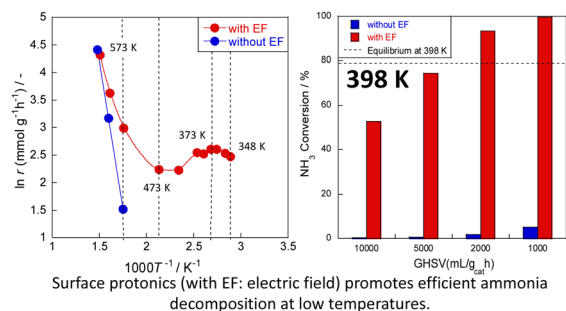 with EF
without EF
573 K
373 K
348 K
473 K
5
4.5
4
3.5
3
2.5
2
1.5
1
ln r (mmol g⁻¹h⁻¹) / -
1 1.5 2 2.5 3 3.5
1000T⁻¹ / K⁻¹
without EF
with EF
Equilibrium at 398 K
398 K
100
80
60
40
20
0
NH₃ Conversion / %
10000 5000 2000 1000
GHSV(mL/g_cat h)
Surface protonics (with EF: electric field) promotes efficient ammonia
decomposition at low temperatures.